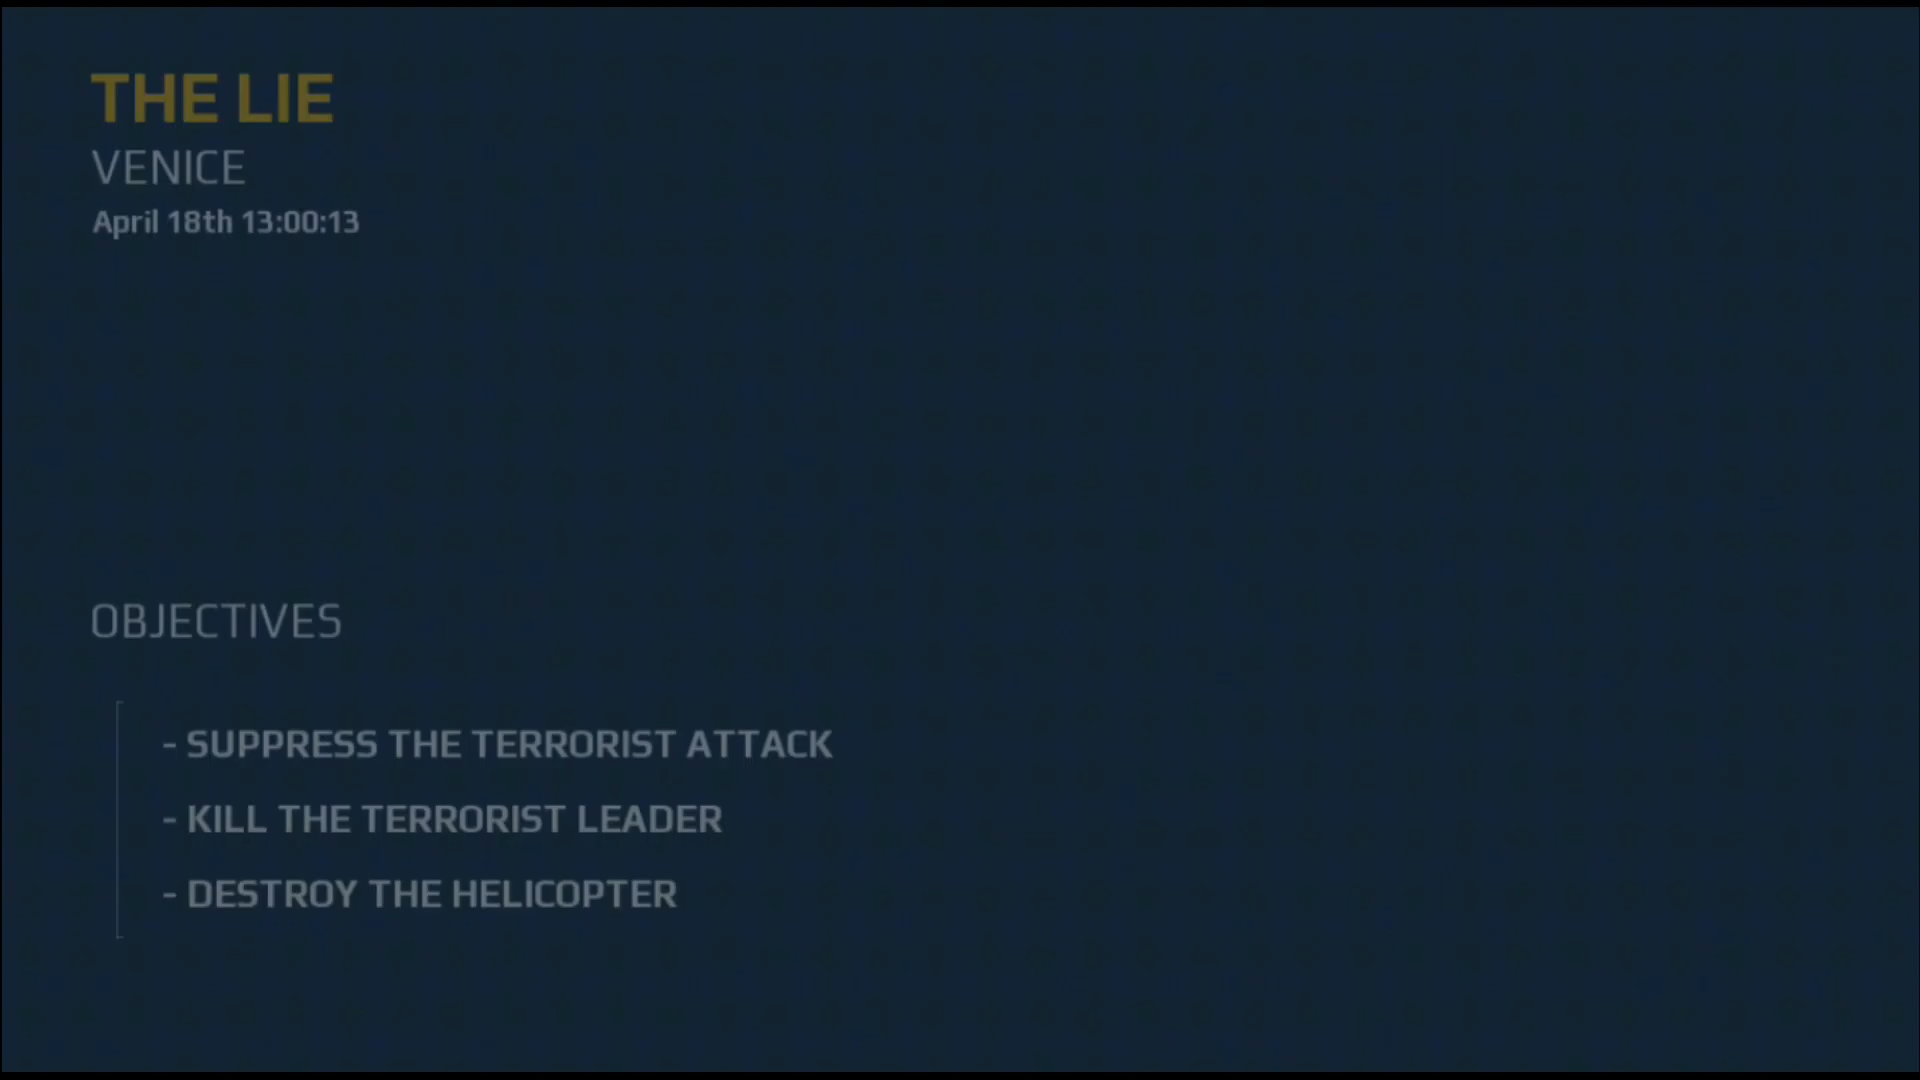 THE LIE
VENICE
April 18th 13:00:13
OBJECTIVES
- SUPPRESS THE TERRORIST ATTACK
- KILL THE TERRORIST LEADER
- DESTROY THE HELICOPTER